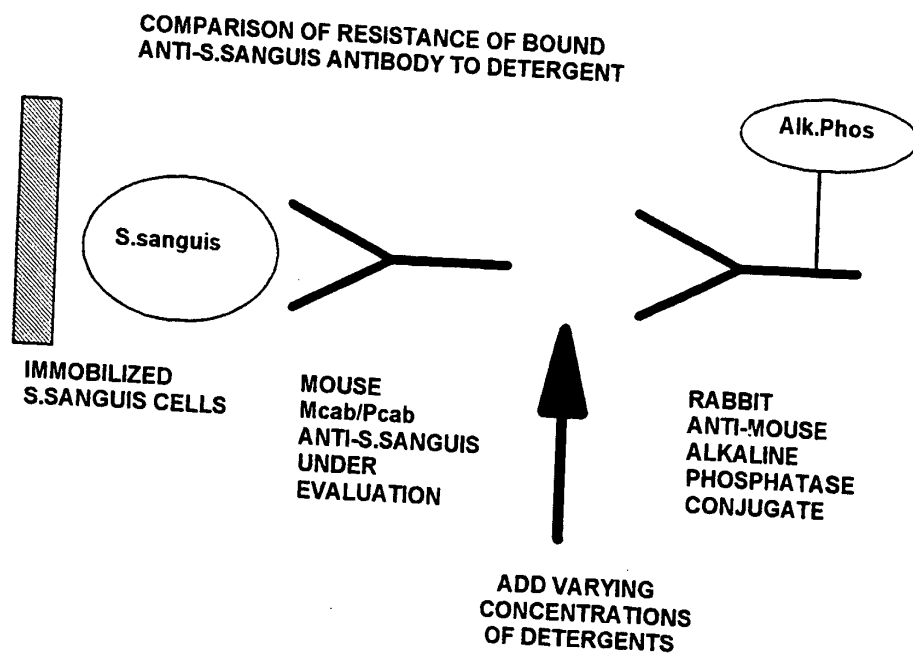 COMPARISON OF RESISTANCE OF BOUND
ANTI-S.SANGUIS ANTIBODY TO DETERGENT
Alk.Phos
S.sanguis
IMMOBILIZED
S.SANGUIS CELLS
MOUSE
Mcab/Pcab
ANTI-S.SANGUIS
UNDER
EVALUATION
RABBIT
ANTI-MOUSE
ALKALINE
PHOSPHATASE
CONJUGATE
ADD VARYING
CONCENTRATIONS
OF DETERGENTS